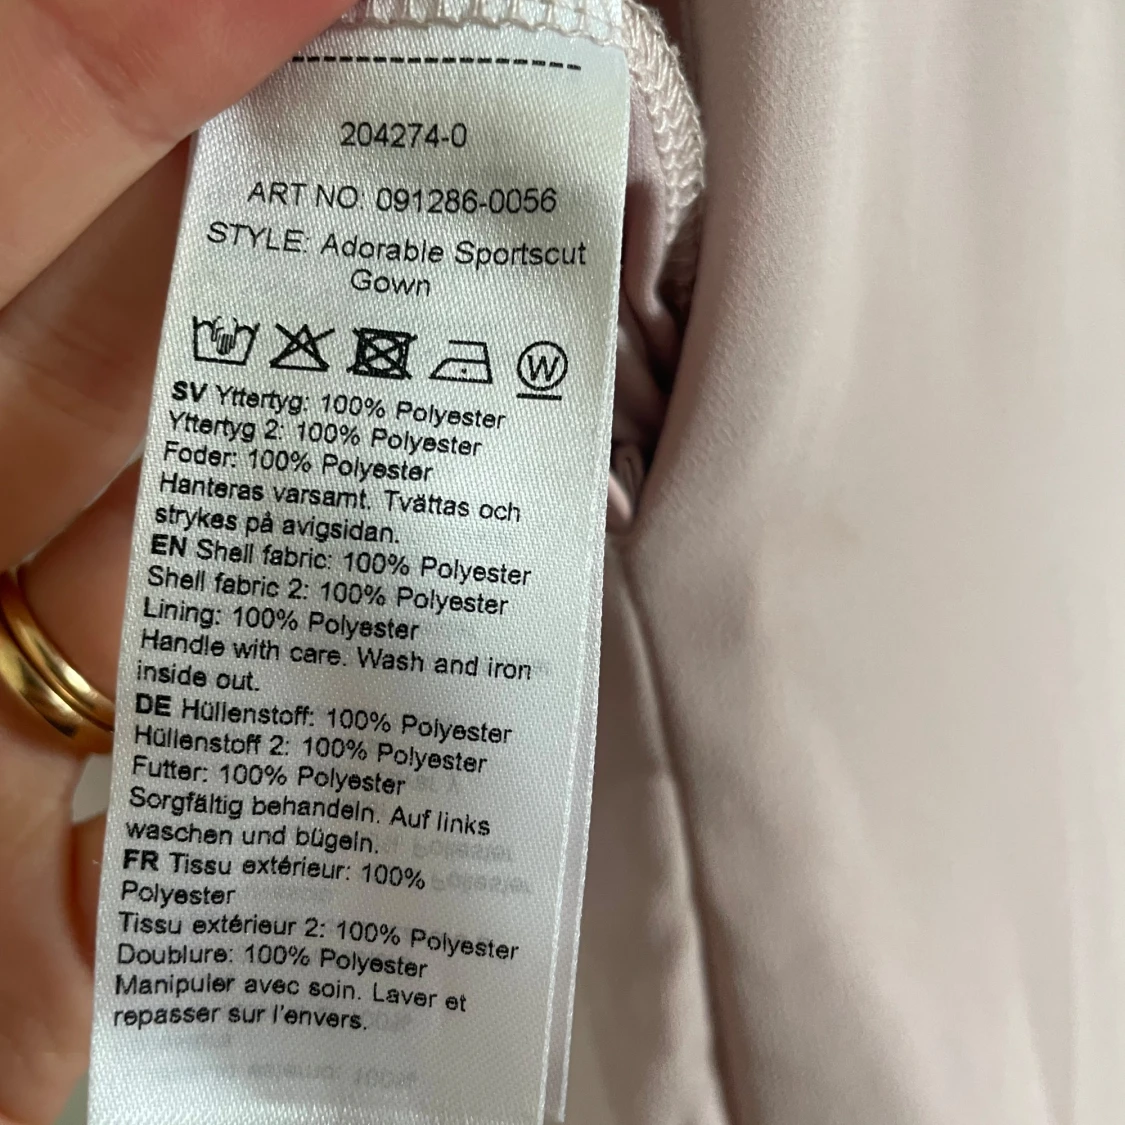 204274-0
ART NO. 091286-0056
STYLE: Adorable Sportscut
Gown
W
SV Yttertyg: 100% Polyester
Yttertyg 2: 100% Polyester
Foder: 100% Polyester
Hanteras varsamt. Tvättas och
strykes på avigsidan.
EN Shell fabric: 100% Polyester
Shell fabric 2: 100% Polyester
Lining: 100% Polyester
Handle with care. Wash and iron
inside out.
DE Hüllenstoff: 100% Polyester
Hüllenstoff 2: 100% Polyester
Futter: 100% Polyester
Sorgfältig behandeln. Auf links
waschen und bügeln.
FR Tissu extérieur: 100%
Polyester
Tissu extérieur 2: 100% Polyester
Doublure: 100% Polyester
Manipuler avec soin. Laver et
repasser sur l'envers.